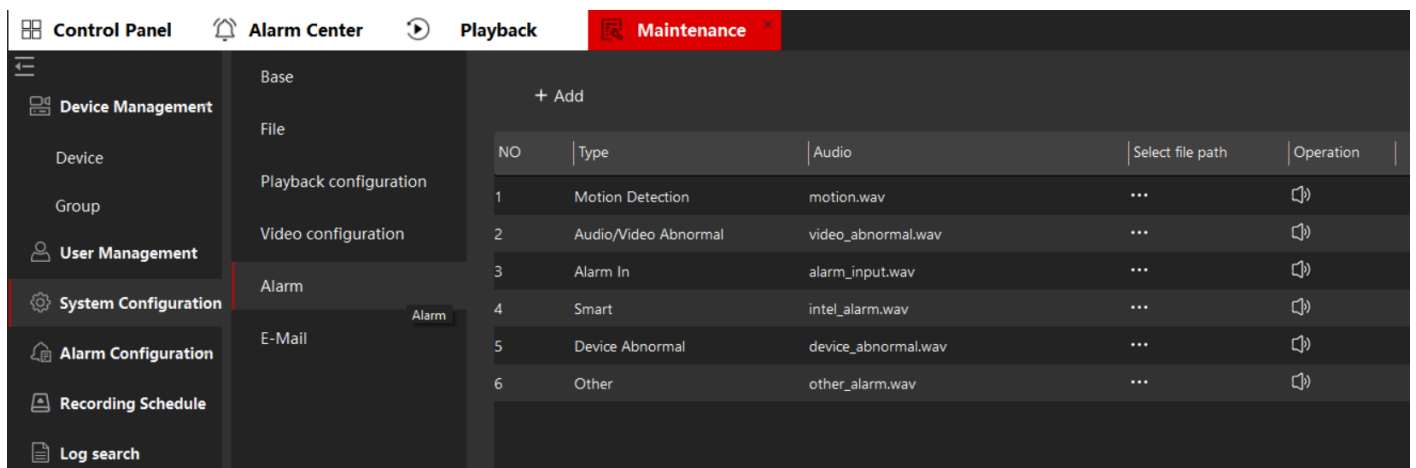 Control Panel Alarm Center Playback Maintenance
Device Management
Device
Group
User Management
System Configuration
Alarm Configuration
Recording Schedule
Log search
Base
File
Playback configuration
Video configuration
Alarm
Alarm
E-Mail
+ Add
NO Type Audio Select file path Operation
1 Motion Detection motion.wav ...
2 Audio/Video Abnormal video_abnormal.wav ...
3 Alarm In alarm_input.wav ...
4 Smart intel_alarm.wav ...
5 Device Abnormal device_abnormal.wav ...
6 Other other_alarm.wav ...